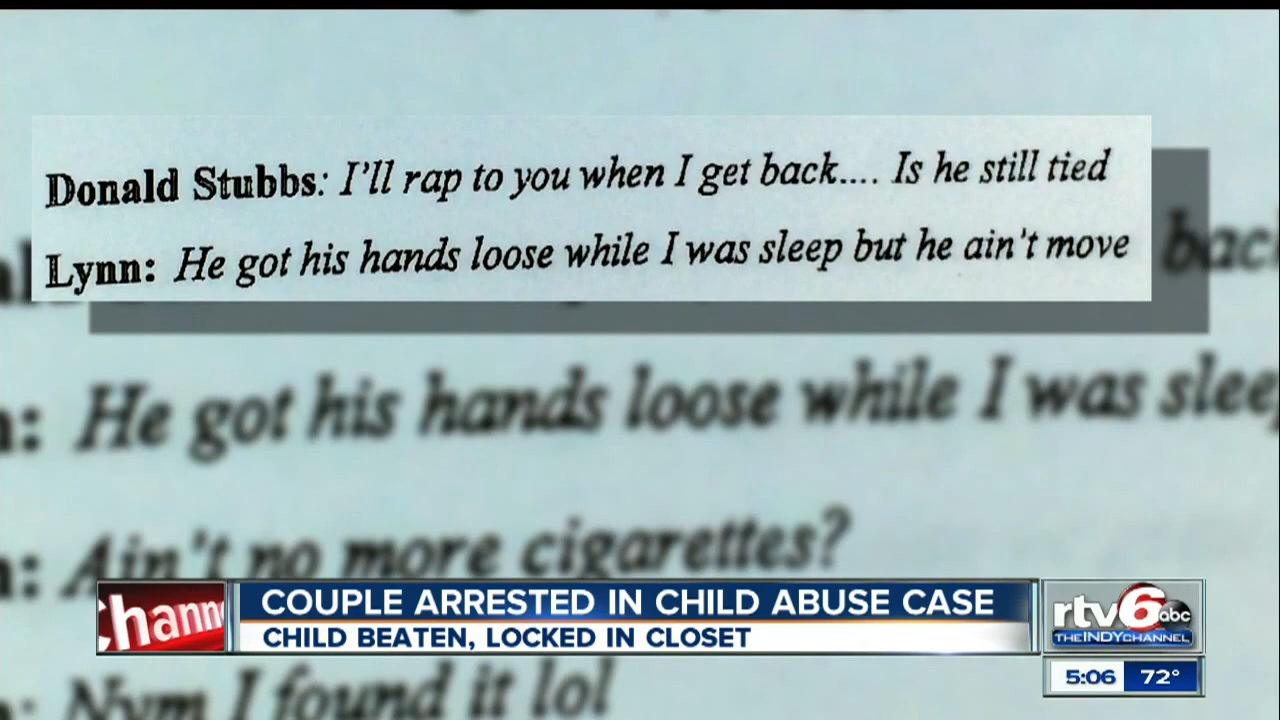 Donald Stubbs: I'll rap to you when I get back.... Is he still tied
Lynn: He got his hands loose while I was sleep but he ain't move
back
n: He got his hands loose while I was slee
n: Ain't no more cigarettes?
Nym I found it lol
Chann
COUPLE ARRESTED IN CHILD ABUSE CASE
CHILD BEATEN, LOCKED IN CLOSET
rtv6 abc
THEINDYCHANNEL
5:06 72°